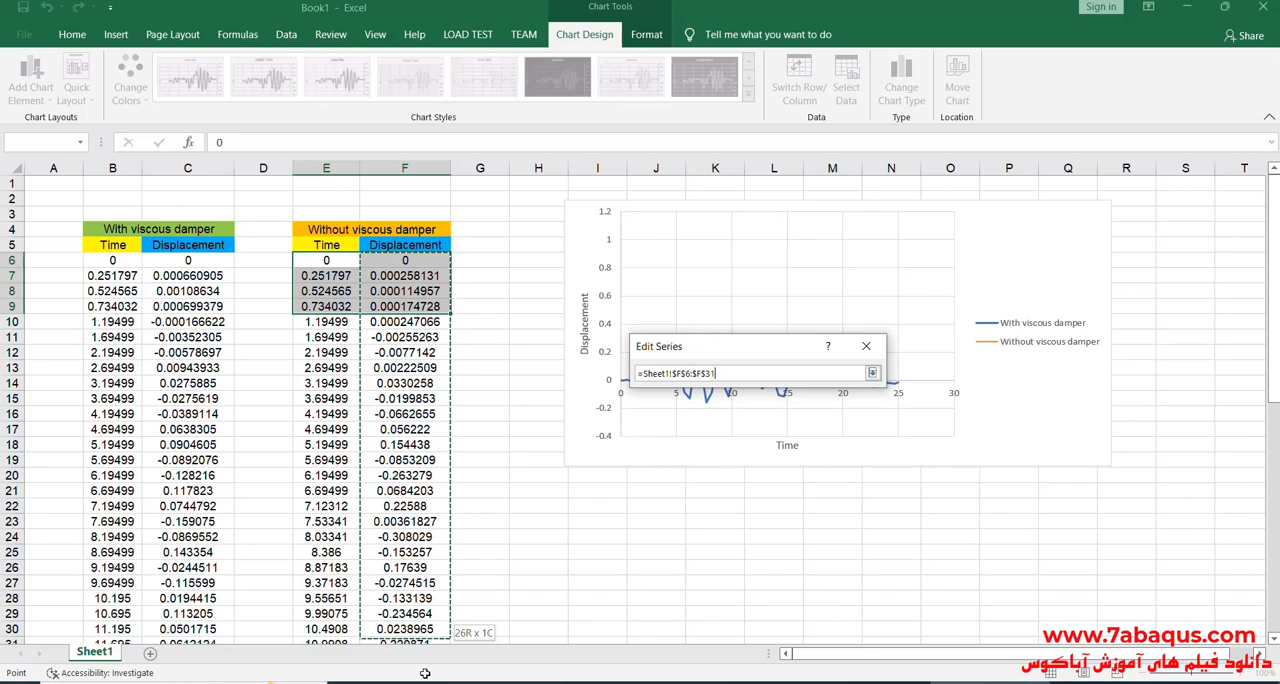 Book1 - Excel
Chart Tools
Sign in
File Home Insert Page Layout Formulas Data Review View Help LOAD TEST TEAM Chart Design Format Tell me what you want to do Share
Add Chart Element Quick Layout Change Colors Switch Row/ Column Select Data Change Chart Type Move Chart
Chart Layouts Chart Styles Data Type Location
fx 0
A B C D E F G H I J K L M N O P Q R S T
1
2
3
4 With viscous damper Without viscous damper
5 Time Displacement Time Displacement
6 0 0 0 0
7 0.251797 0.000660905 0.251797 0.000258131
8 0.524565 0.00108634 0.524565 0.000114957
9 0.734032 0.000699379 0.734032 0.000174728
10 1.19499 -0.000166622 1.19499 0.000247066
11 1.69499 -0.00352305 1.69499 -0.00255263
12 2.19499 -0.00578697 2.19499 -0.0077142
13 2.69499 0.00943933 2.69499 0.00222509
14 3.19499 0.0275885 3.19499 0.0330258
15 3.69499 -0.0275619 3.69499 -0.0199853
16 4.19499 -0.0389114 4.19499 -0.0662655
17 4.69499 0.0638305 4.69499 0.056222
18 5.19499 0.0904605 5.19499 0.154438
19 5.69499 -0.0892076 5.69499 -0.0853209
20 6.19499 -0.128216 6.19499 -0.263279
21 6.69499 0.117823 6.69499 0.0684203
22 7.19499 0.0744792 7.12312 0.22588
23 7.69499 -0.159075 7.53341 0.00361827
24 8.19499 -0.0869552 8.03341 -0.308029
25 8.69499 0.143354 8.386 -0.153257
26 9.19499 -0.0244511 8.87183 0.17639
27 9.69499 -0.115599 9.37183 -0.0274515
28 10.195 0.0194415 9.55651 -0.133139
29 10.695 0.113205 9.99075 -0.234564
30 11.195 0.0501715 10.4908 0.0238965
26R x 1C
1.2
1
0.8
0.6
0.4
0.2
0
-0.2
-0.4
0 5 10 15 20 25 30
Displacement
Time
With viscous damper
Without viscous damper
Edit Series ?
=Sheet1!$F$6:$F$31
Sheet1
Point Accessibility: Investigate
100%
www.7abaqus.com
دانلود فیلم های آموزش آباکوس